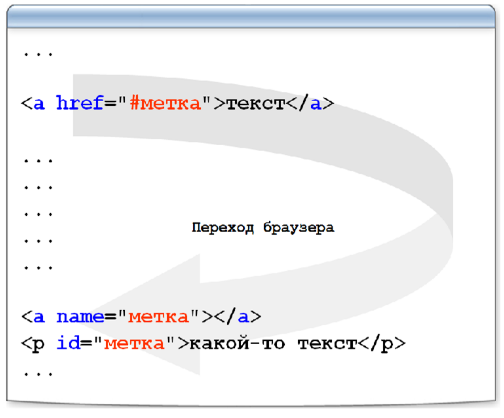 ...
<a href="#метка">текст</a>
...
...
...
Переход браузера
...
...
<a name="метка"></a>
<p id="метка">какой-то текст</p>
...